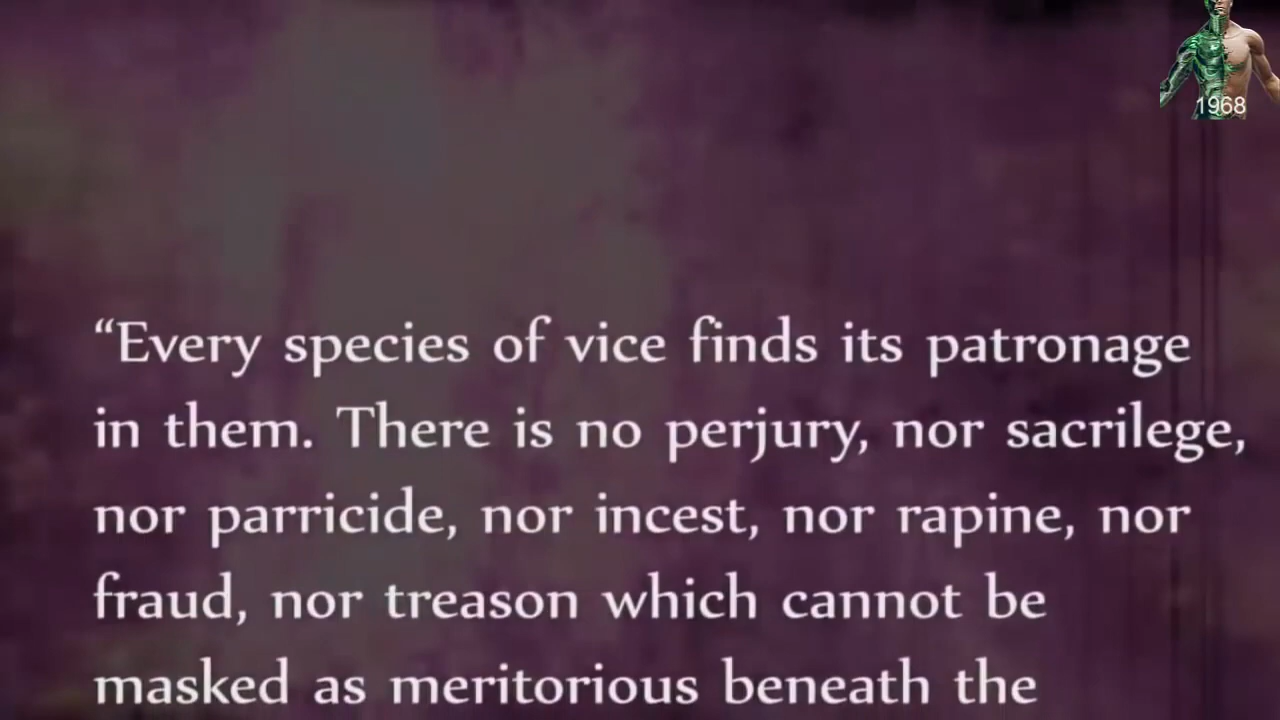 1968
“Every species of vice finds its patronage
in them. There is no perjury, nor sacrilege,
nor parricide, nor incest, nor rapine, nor
fraud, nor treason which cannot be
masked as meritorious beneath the